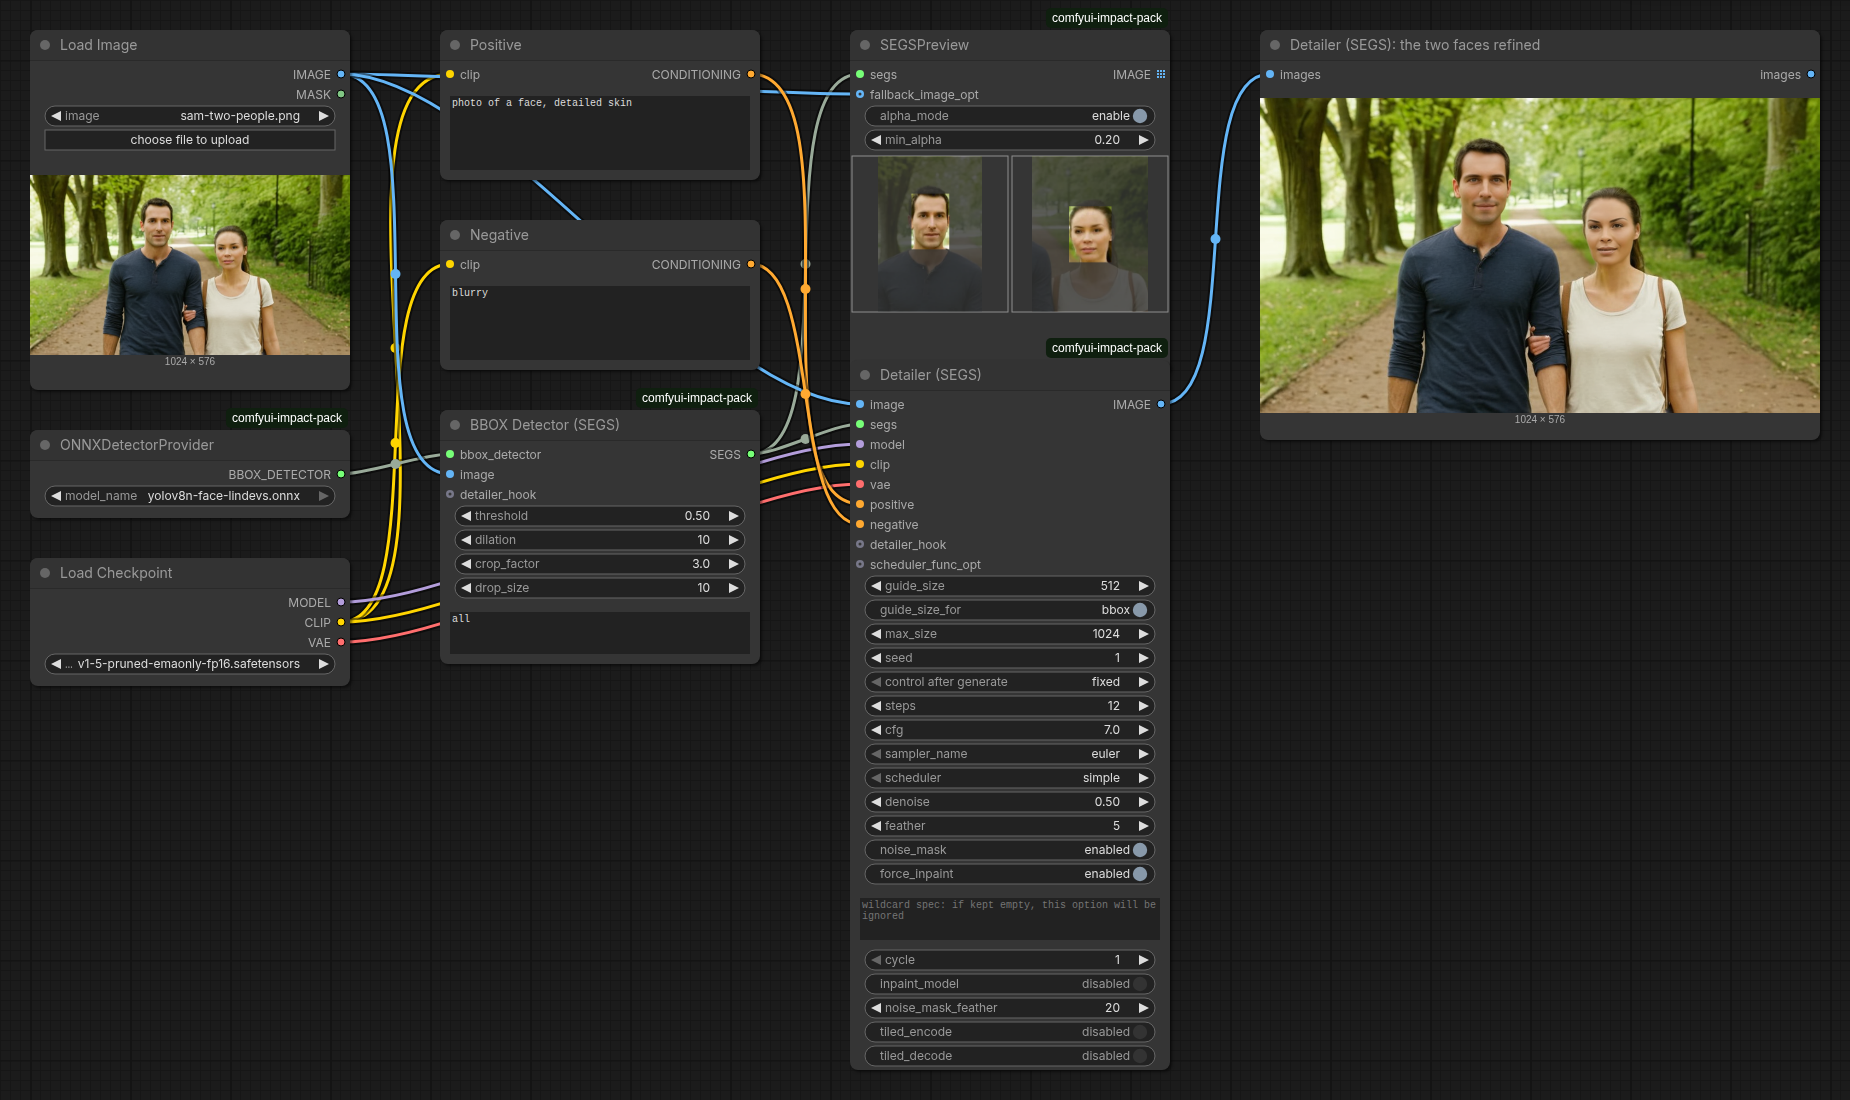 Load Image
IMAGE
MASK
image sam-two-people.png
choose file to upload
1024 × 576
comfyui-impact-pack
ONNXDetectorProvider
BBOX_DETECTOR
model_name yolov8n-face-lindevs.onnx
Load Checkpoint
MODEL
CLIP
VAE
... v1-5-pruned-emaonly-fp16.safetensors
Positive
clip CONDITIONING
photo of a face, detailed skin
Negative
clip CONDITIONING
blurry
comfyui-impact-pack
BBOX Detector (SEGS)
bbox_detector SEGS
image
detailer_hook
threshold 0.50
dilation 10
crop_factor 3.0
drop_size 10
all
comfyui-impact-pack
SEGSPreview
segs IMAGE
fallback_image_opt
alpha_mode enable
min_alpha 0.20
comfyui-impact-pack
Detailer (SEGS)
image IMAGE
segs
model
clip
vae
positive
negative
detailer_hook
scheduler_func_opt
guide_size 512
guide_size_for bbox
max_size 1024
seed 1
control after generate fixed
steps 12
cfg 7.0
sampler_name euler
scheduler simple
denoise 0.50
feather 5
noise_mask enabled
force_inpaint enabled
wildcard spec: if kept empty, this option will be
ignored
cycle 1
inpaint_model disabled
noise_mask_feather 20
tiled_encode disabled
tiled_decode disabled
Detailer (SEGS): the two faces refined
images images
1024 × 576